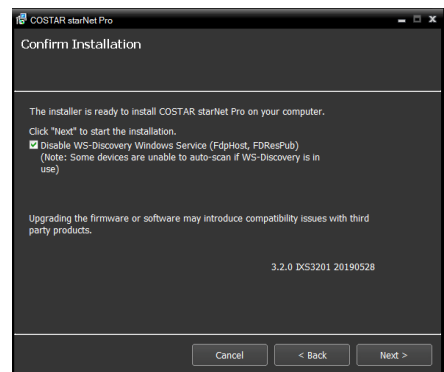 COSTAR starNet Pro
Confirm Installation
The installer is ready to install COSTAR starNet Pro on your computer.
Click "Next" to start the installation.
Disable WS-Discovery Windows Service (FdpHost, FDResPub)
(Note: Some devices are unable to auto-scan if WS-Discovery is in
use)
Upgrading the firmware or software may introduce compatibility issues with third
party products.
3.2.0 IXS3201 20190528
Cancel
< Back
Next >